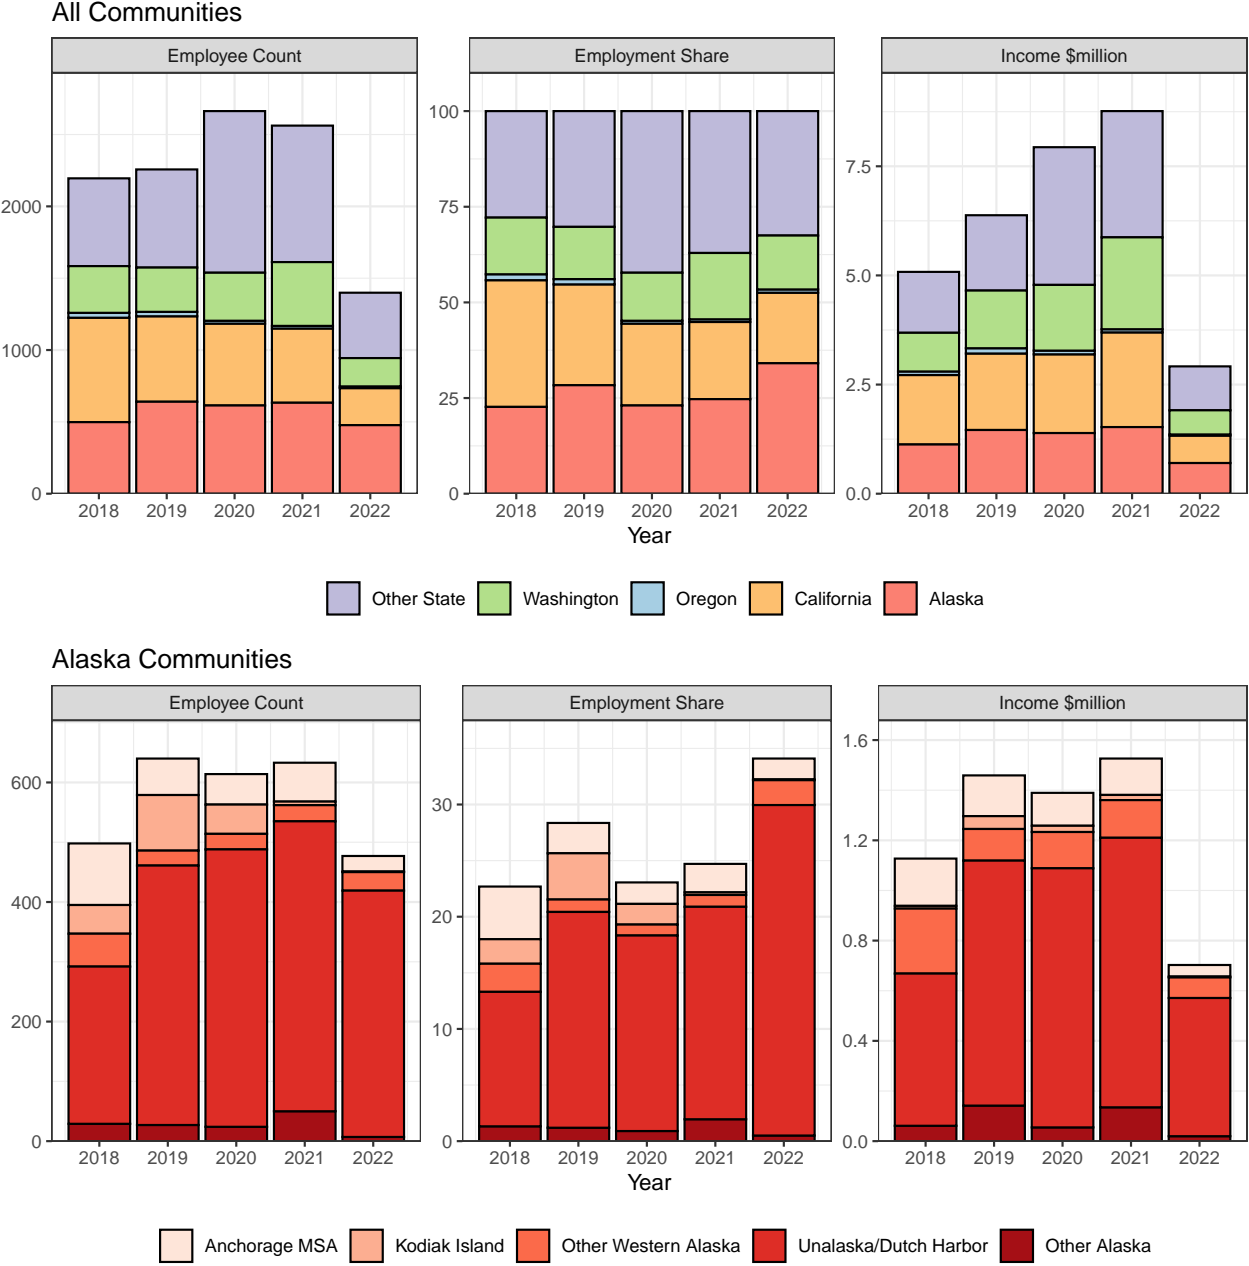 All Communities
Employee Count
Employment Share
Income $million
2000
1000
0
100
75
50
25
0
7.5
5.0
2.5
0.0
2018 2019 2020 2021 2022
2018 2019 2020 2021 2022
2018 2019 2020 2021 2022
Year
Other State Washington Oregon California Alaska
Alaska Communities
Employee Count
Employment Share
Income $million
600
400
200
0
30
20
10
0
1.6
1.2
0.8
0.4
0.0
2018 2019 2020 2021 2022
2018 2019 2020 2021 2022
2018 2019 2020 2021 2022
Year
Anchorage MSA Kodiak Island Other Western Alaska Unalaska/Dutch Harbor Other Alaska